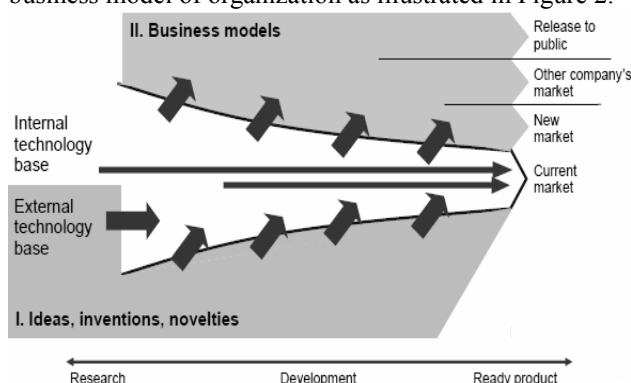 business model of organization as illustrated in Figure 2.
II. Business models
Release to
public
Other company's
market
New
market
Current
market
Internal
technology
base
External
technology
base
I. Ideas, inventions, novelties
Research
Development
Ready product